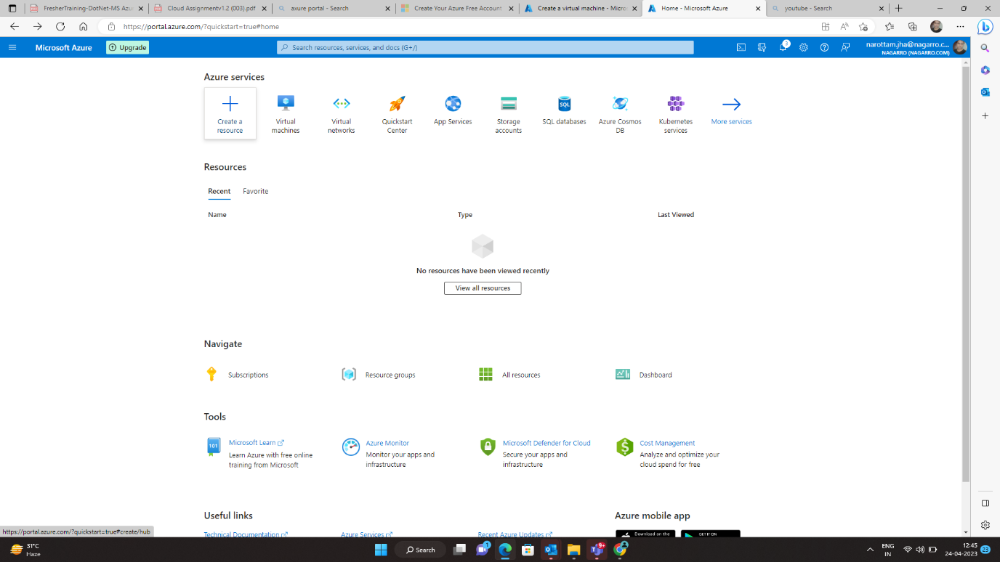 FresherTraining-DotNet-MS Azu
Cloud Assignmentv1.2 (003).pdf
axure portal - Search
Create Your Azure Free Account
Create a virtual machine - Micros
Home - Microsoft Azure
youtube - Search
https://portal.azure.com/?quickstart=true#home
Microsoft Azure
Upgrade
Search resources, services, and docs (G+/)
3
narottam.jha@nagarro.c...
NAGARRO (NAGARRO.COM)
Azure services
Create a
resource
Virtual
machines
Virtual
networks
Quickstart
Center
App Services
Storage
accounts
SQL
SQL databases
Azure Cosmos
DB
Kubernetes
services
More services
Resources
Recent Favorite
Name Type Last Viewed
No resources have been viewed recently
View all resources
Navigate
Subscriptions Resource groups All resources Dashboard
Tools
101
Microsoft Learn
Learn Azure with free online
training from Microsoft
Azure Monitor
Monitor your apps and
infrastructure
Microsoft Defender for Cloud
Secure your apps and
infrastructure
Cost Management
Analyze and optimize your
cloud spend for free
Useful links
Azure mobile app
Technical Documentation Azure Services Recent Azure Updates
Download on the
GET IT ON
https://portal.azure.com/?quickstart=true#create/hub
31°C
Haze
Search
1
9+
ENG
IN
12:45
24-04-2023
23